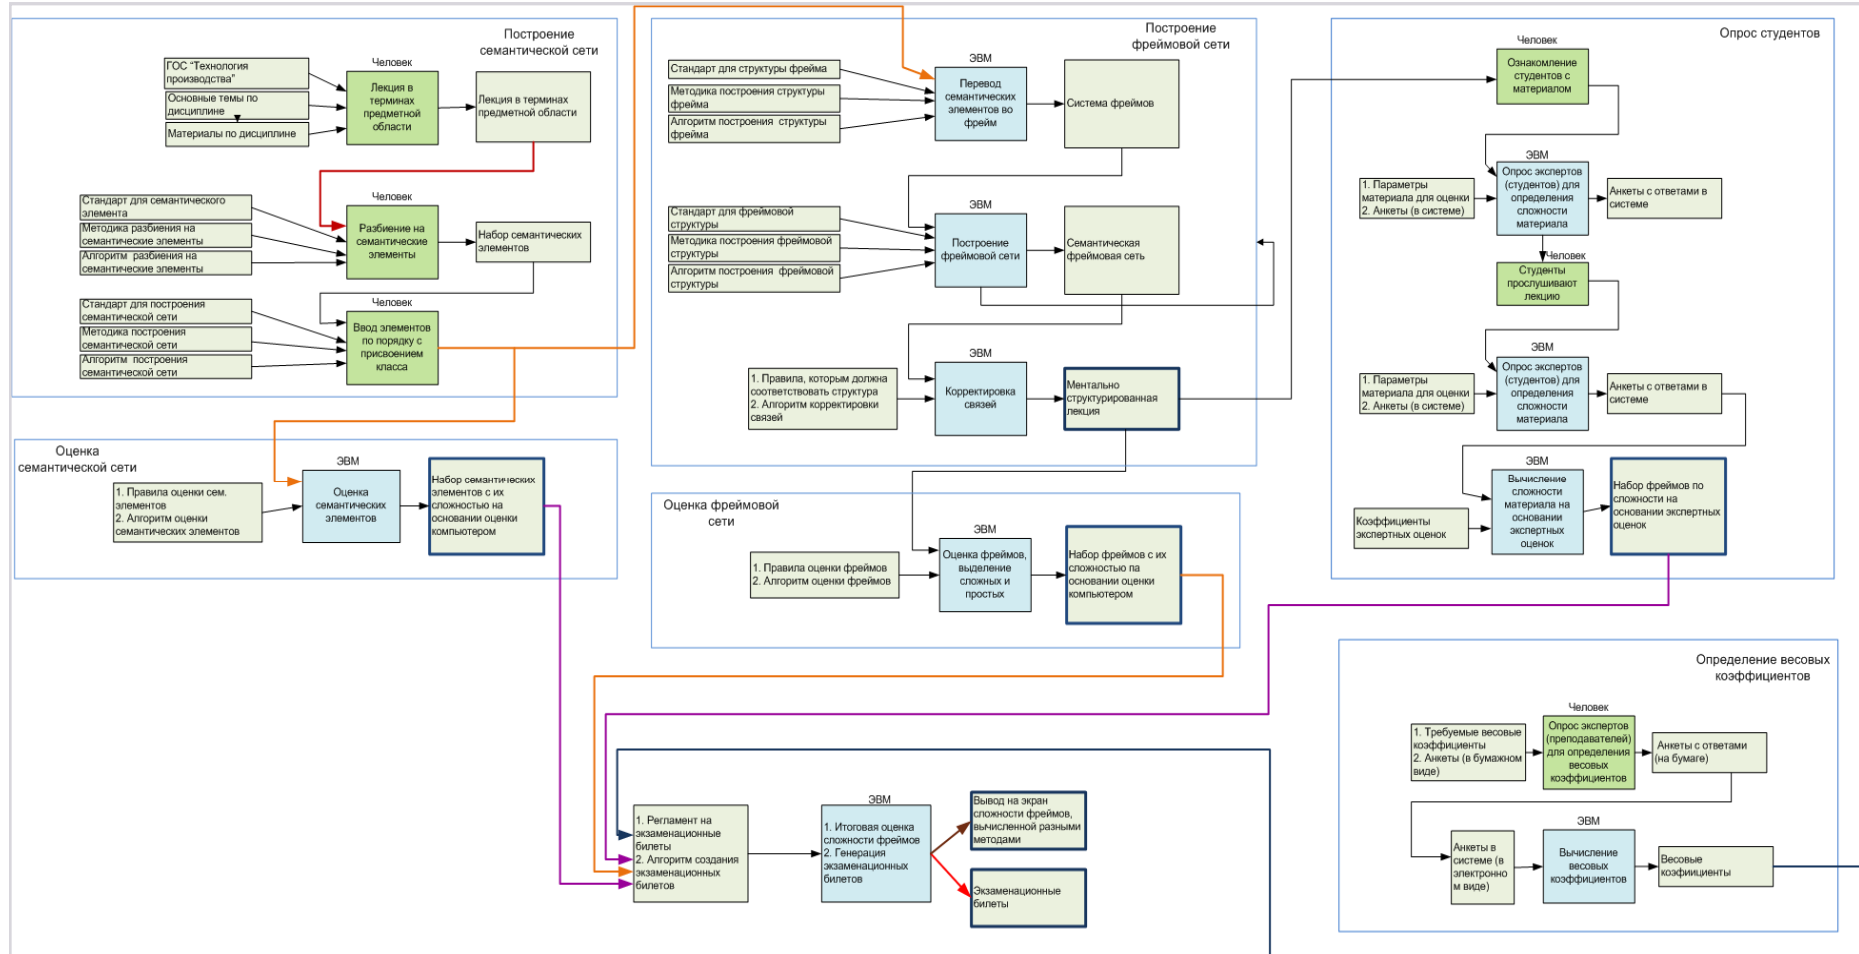 Построение
семантической сети
ГОС "Технология
производства"
Основные темы по
дисциплине
Материалы по дисциплине
Человек
Лекция в
терминах
предметной
области
Лекция в терминах
предметной области
Стандарт для семантического
элемента
Методика разбиения на
семантические элементы
Алгоритм  разбиения на
семантические элементы
Человек
Разбиение на
семантические
элементы
Набор семантических
элементов
Стандарт для построения
семантической сети
Методика построения
семантической сети
Алгоритм  построения
семантической сети
Человек
Ввод элементов
по порядку с
присвоением
класса
Оценка
семантической сети
1. Правила оценки сем.
элементов
2. Алгоритм оценки
семантических элементов
ЭВМ
Оценка
семантических
элементов
Набор семантических
элементов с их
сложностью на
основании оценки
компьютером
Построение
фреймовой сети
Стандарт для структуры фрейма
Методика построения структуры
фрейма
Алгоритм построения  структуры
фрейма
ЭВМ
Перевод
семантических
элементов во
фрейм
Система фреймов
Стандарт для фреймовой
структуры
Методика построения фреймовой
структуры
Алгоритм построения  фреймовой
структуры
ЭВМ
Построение
фреймовой сети
Семантическая
фреймовая сеть
1. Правила, которым должна
соответствовать структура
2. Алгоритм корректировки
связей
ЭВМ
Корректировка
связей
Ментально
структурированная
лекция
Оценка фреймовой
сети
1. Правила оценки фреймов
2. Алгоритм оценки фреймов
ЭВМ
Оценка фреймов,
выделение
сложных и
простых
Набор фреймов с их
сложностью па
основании оценки
компьютером
Опрос студентов
Человек
Ознакомление
студентов с
материалом
1. Параметры
материала для оценки
2. Анкеты (в системе)
ЭВМ
Опрос экспертов
(студентов) для
определения
сложности
материала
Анкеты с ответами в
системе
Человек
Студенты
прослушивают
лекцию
1. Параметры
материала для оценки
2. Анкеты (в системе)
ЭВМ
Опрос экспертов
(студентов) для
определения
сложности
материала
Анкеты с ответами в
системе
Коэффициенты
экспертных оценок
ЭВМ
Вычисление
сложности
материала на
основании
экспертных
оценок
Набор фреймов по
сложности на
основании экспертных
оценок
Определение весовых
коэффициентов
1. Требуемые весовые
коэффициенты
2. Анкеты (в бумажном
виде)
Человек
Опрос экспертов
(преподавателей)
для определения
весовых
коэффициентов
Анкеты с ответами
(на бумаге)
Анкеты в
системе (в
электронно
м виде)
ЭВМ
Вычисление
весовых
коэффициентов
Весовые
коэфиициенты
1. Регламент на
экзаменационные
билеты
2. Алгоритм создания
экзаменационных
билетов
ЭВМ
1. Итоговая оценка
сложности фреймов
2. Генерация
экзаменационных
билетов
Вывод на экран
сложности фреймов,
вычисленной разными
методами
Экзаменационные
билеты